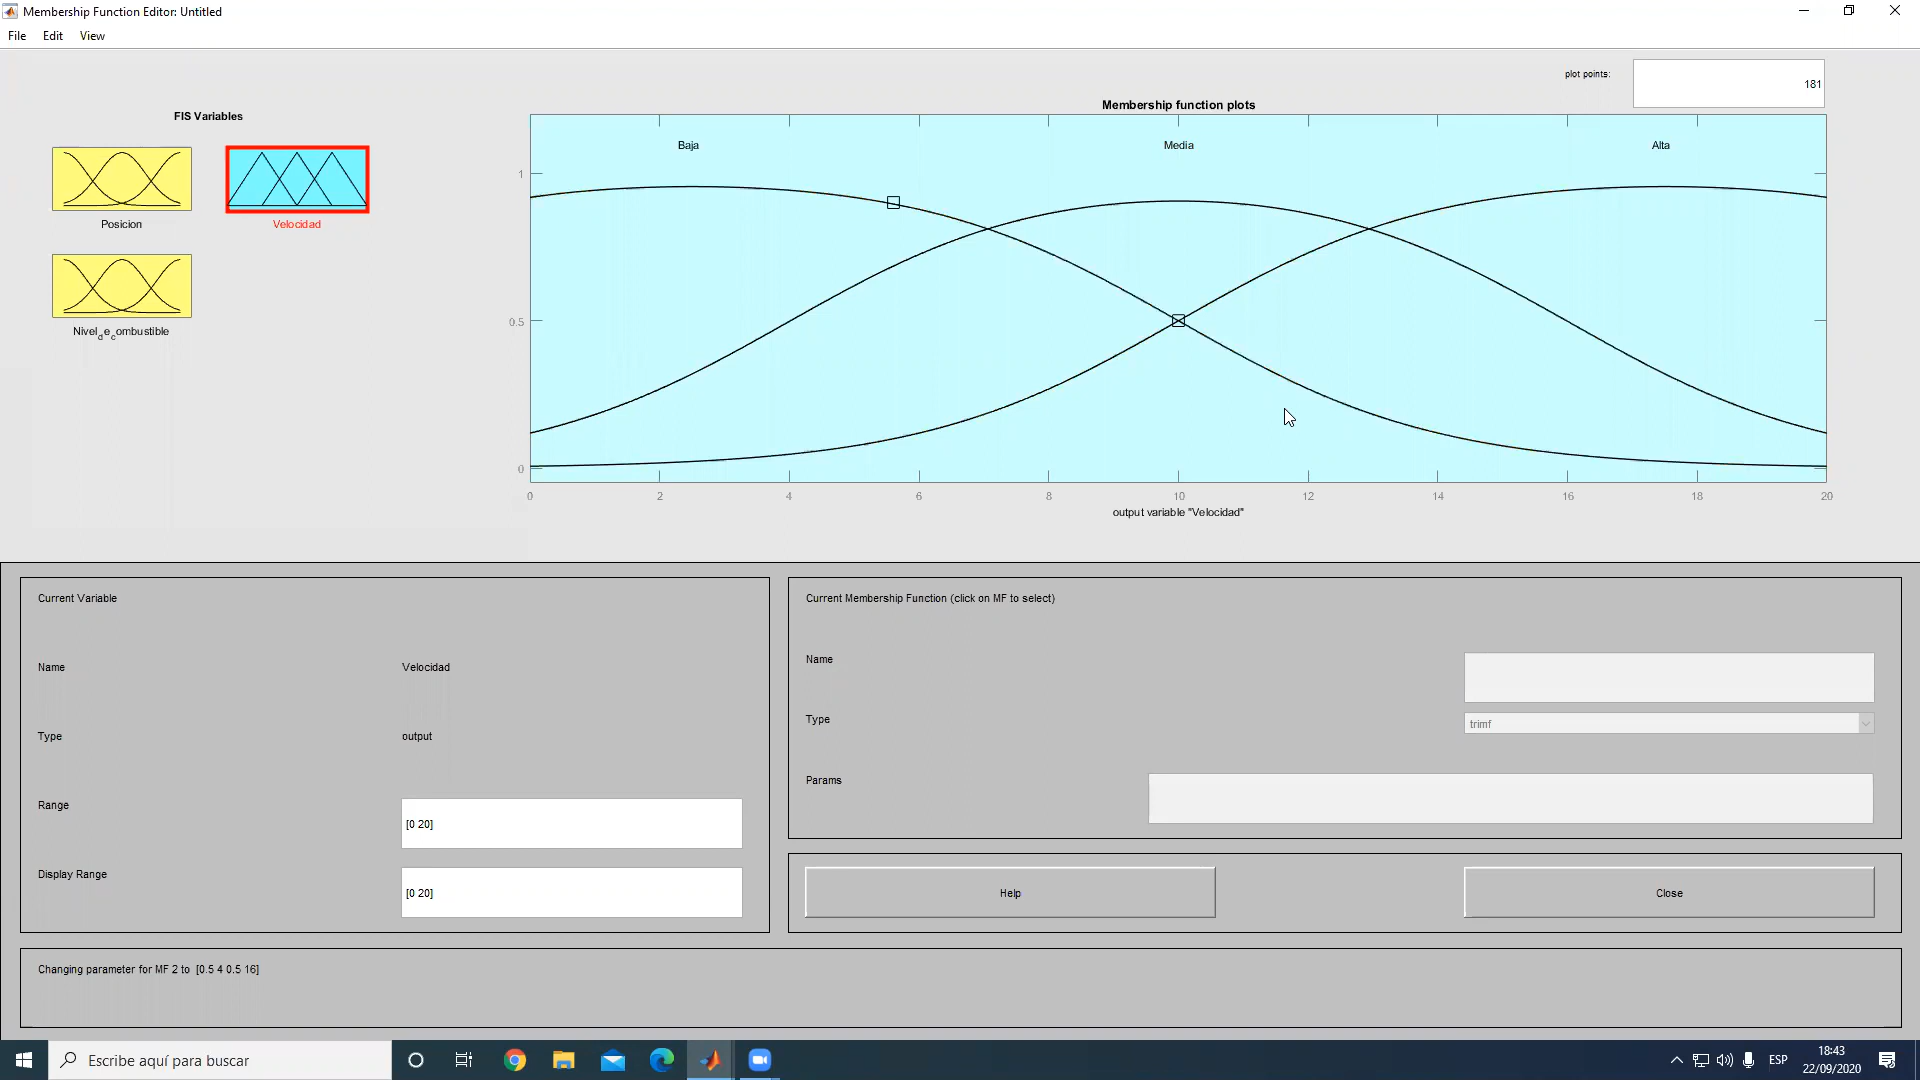 Membership Function Editor: Untitled
File Edit View
plot points:
181
FIS Variables
Membership function plots
Baja Media Alta
1
0.5
0
0 2 4 6 8 10 12 14 16 18 20
output variable "Velocidad"
Posicion
Velocidad
Nivel_de_combustible
Current Variable
Name Velocidad
Type output
Range [0 20]
Display Range [0 20]
Current Membership Function (click on MF to select)
Name
Type trimf
Params
Help Close
Changing parameter for MF 2 to [0.5 4 0.5 16]
Escribe aquí para buscar
ESP
18:43
22/09/2020